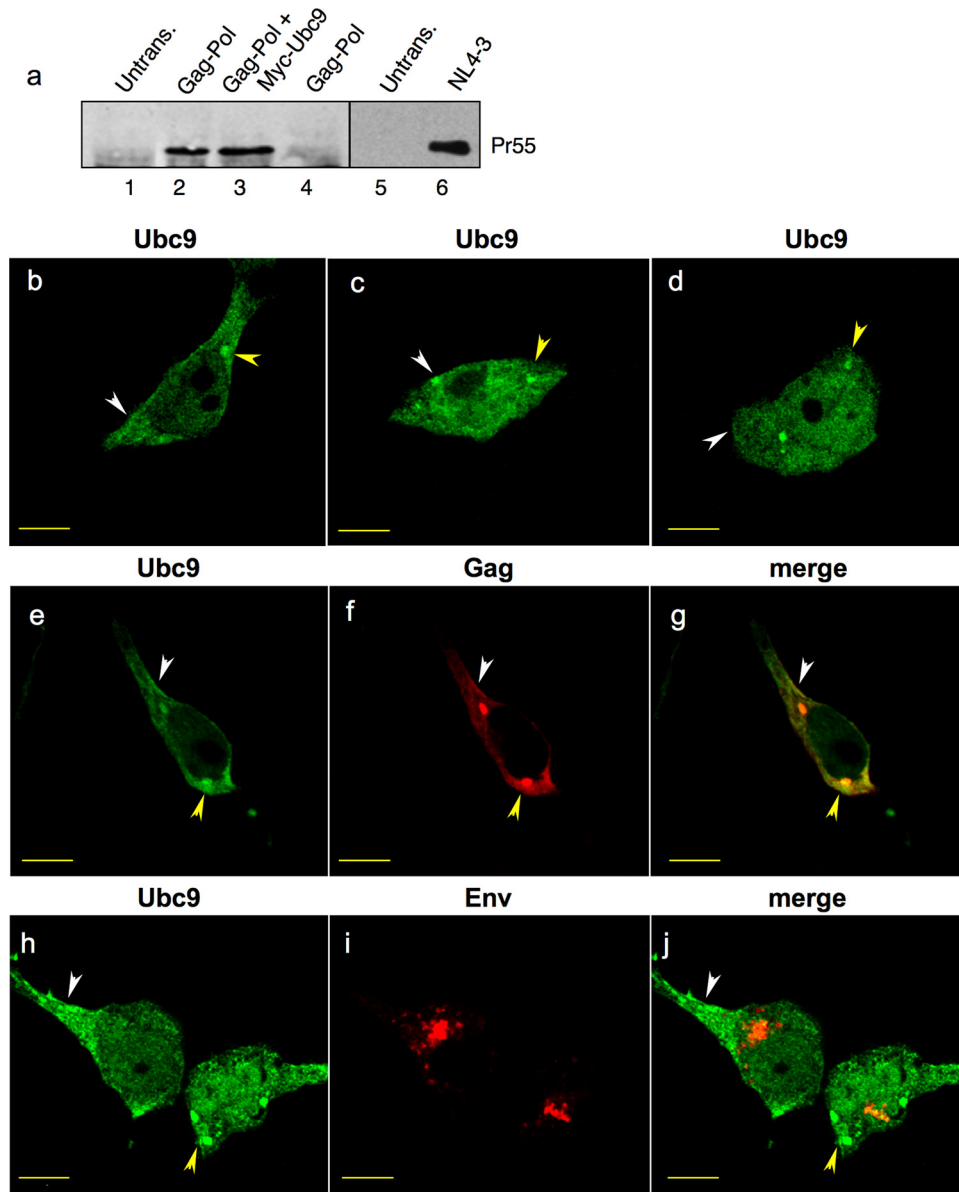 a
Untrans.
Gag-Pol
Gag-Pol +
Myc-Ubc9
Gag-Pol
Untrans.
NL4-3
Pr55
1 2 3 4 5 6
Ubc9 Ubc9 Ubc9
b c d
Ubc9 Gag merge
e f g
Ubc9 Env merge
h i j